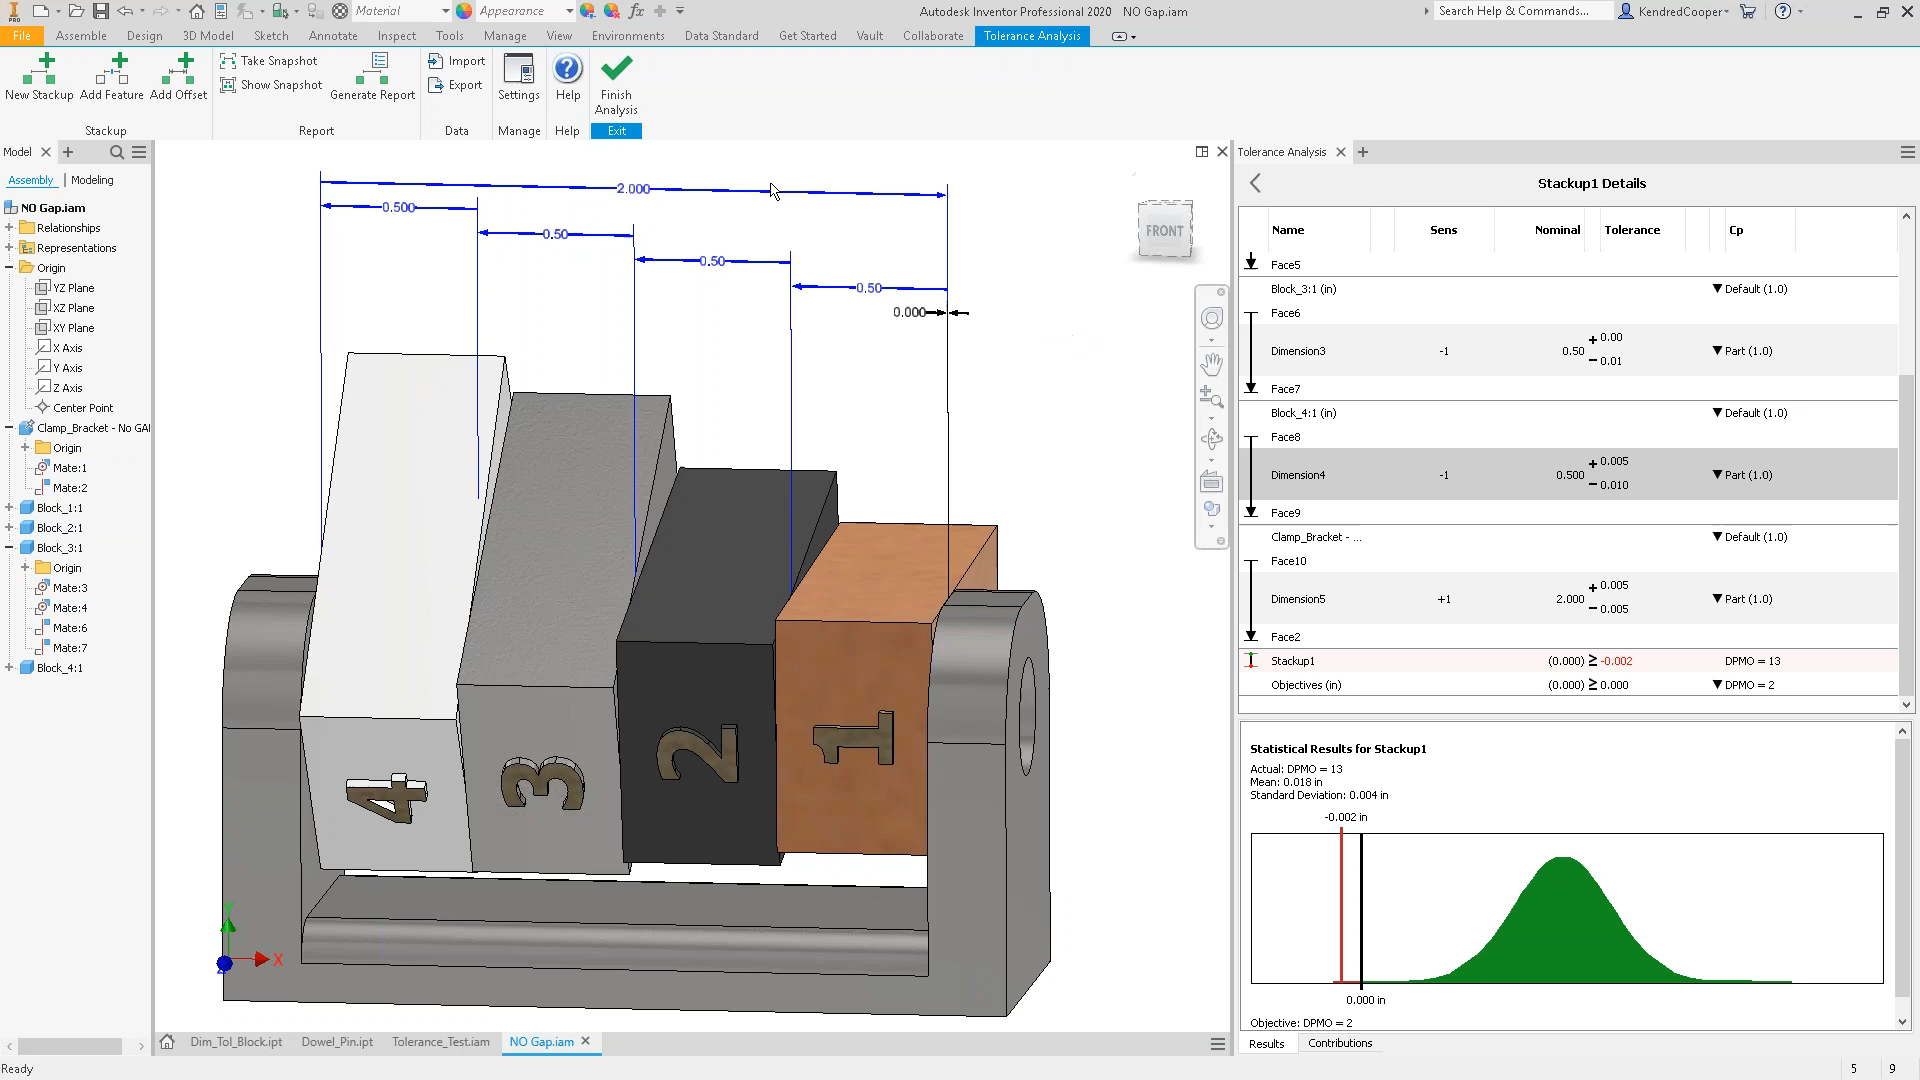 PRO
Material
Appearance
fx
Autodesk Inventor Professional 2020 NO Gap.iam
Search Help & Commands...
KendredCooper
File
Assemble
Design
3D Model
Sketch
Annotate
Inspect
Tools
Manage
View
Environments
Data Standard
Get Started
Vault
Collaborate
Tolerance Analysis
New Stackup
Add Feature
Add Offset
Take Snapshot
Show Snapshot
Generate Report
Import
Export
Settings
Help
Finish
Analysis
Stackup
Report
Data
Manage
Help
Exit
Model
Assembly
Modeling
NO Gap.iam
Relationships
Representations
Origin
YZ Plane
XZ Plane
XY Plane
X Axis
Y Axis
Z Axis
Center Point
Clamp_Bracket - No GAI
Origin
Mate:1
Mate:2
Block_1:1
Block_2:1
Block_3:1
Origin
Mate:3
Mate:4
Mate:6
Mate:7
Block_4:1
2.000
0.500
0.50
0.50
0.50
0.000
FRONT
4
3
2
1
Y
X
Dim_Tol_Block.ipt
Dowel_Pin.ipt
Tolerance_Test.iam
NO Gap.iam
Tolerance Analysis
Stackup1 Details
Name Sens Nominal Tolerance Cp
Face5
Block_3:1 (in) Default (1.0)
Face6
Dimension3 -1 0.50 + 0.00 - 0.01 Part (1.0)
Face7
Block_4:1 (in) Default (1.0)
Face8
Dimension4 -1 0.500 + 0.005 - 0.010 Part (1.0)
Face9
Clamp_Bracket - ... Default (1.0)
Face10
Dimension5 +1 2.000 + 0.005 - 0.005 Part (1.0)
Face2
Stackup1 (0.000) ≥ -0.002 DPMO = 13
Objectives (in) (0.000) ≥ 0.000 DPMO = 2
Statistical Results for Stackup1
Actual: DPMO = 13
Mean: 0.018 in
Standard Deviation: 0.004 in
-0.002 in
0.000 in
Objective: DPMO = 2
Results
Contributions
Ready
5
9